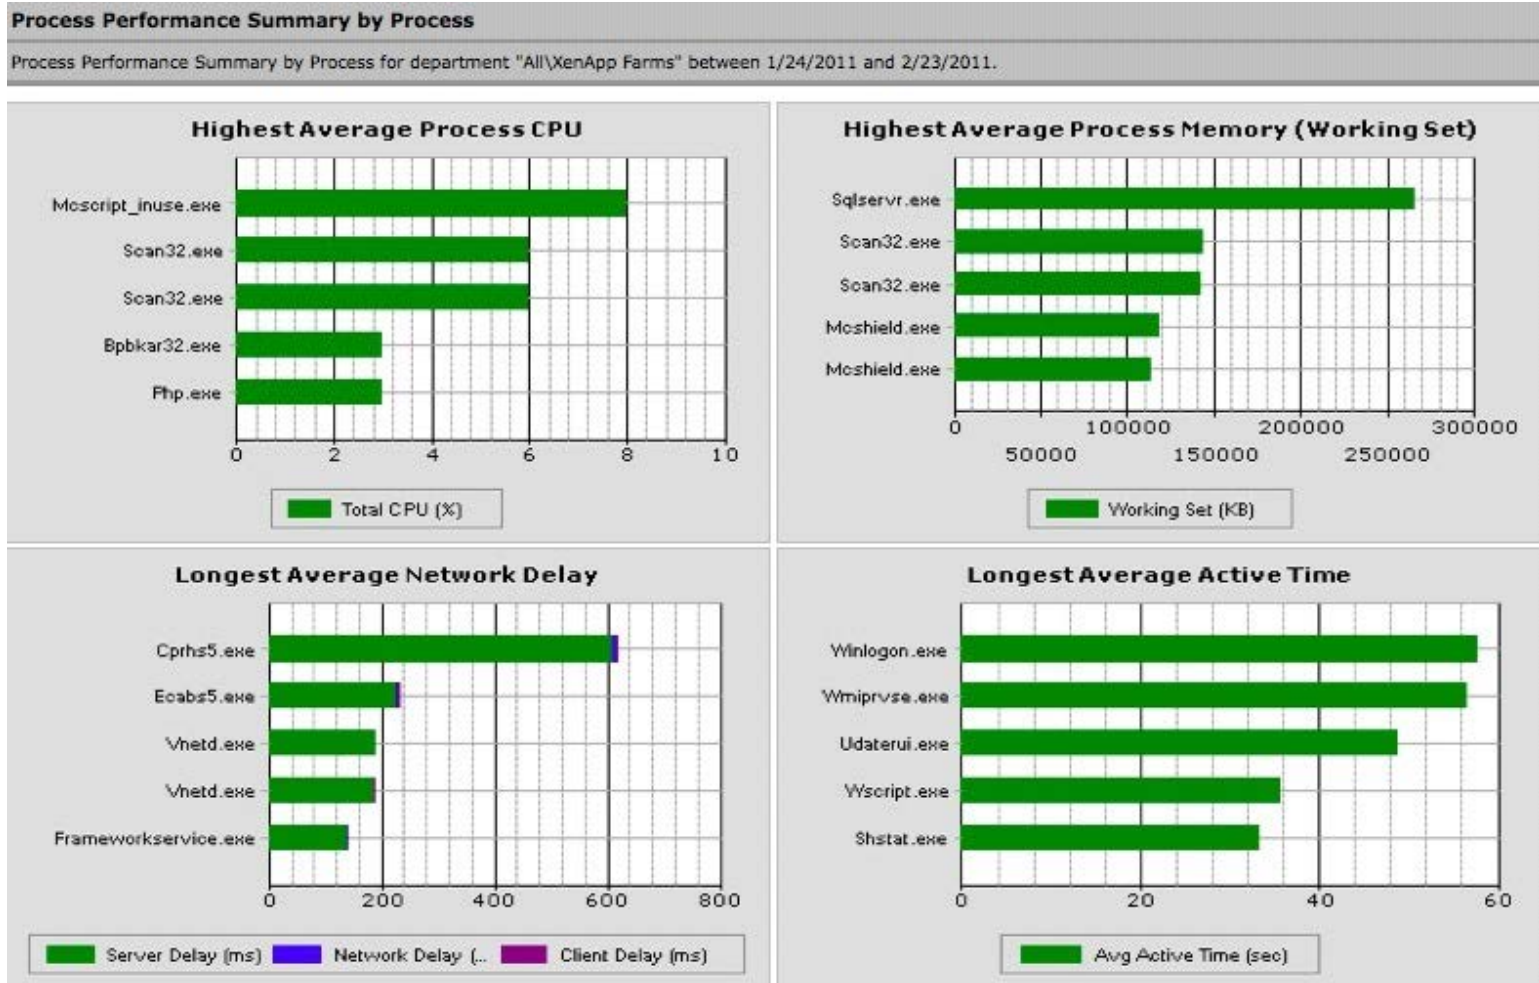 Process Performance Summary by Process
Process Performance Summary by Process for department "All\XenApp Farms" between 1/24/2011 and 2/23/2011.
Highest Average Process CPU
Mcscript_inuse.exe
Scan32.exe
Scan32.exe
Bpbkar32.exe
Php.exe
0 2 4 6 8 10
Total CPU (%)
Highest Average Process Memory (Working Set)
Sqlservr.exe
Scan32.exe
Scan32.exe
Mcshield.exe
Mcshield.exe
0 100000 200000 300000
50000 150000 250000
Working Set (KB)
Longest Average Network Delay
Cprhs5.exe
Ecabs5.exe
Vnetd.exe
Vnetd.exe
Frameworkservice.exe
0 200 400 600 800
Server Delay (ms) Network Delay (... Client Delay (ms)
Longest Average Active Time
Winlogon.exe
Wmiprvse.exe
Udaterui.exe
Wscript.exe
Shstat.exe
0 20 40 60
Avg Active Time (sec)